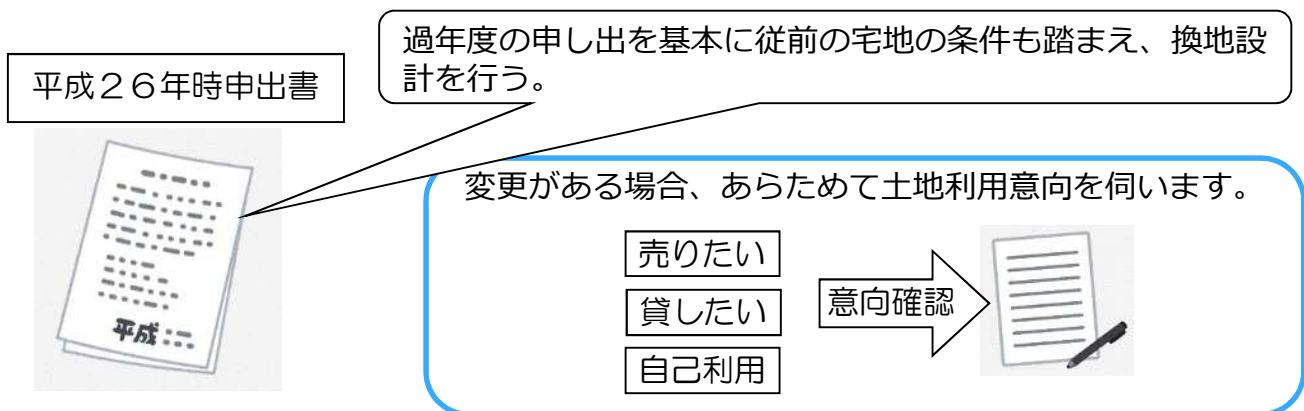 過年度の申し出を基本に従前の宅地の条件も踏まえ、換地設
計を行う。
平成２６年時申出書
平成
変更がある場合、あらためて土地利用意向を伺います。
売りたい
貸したい
自己利用
意向確認